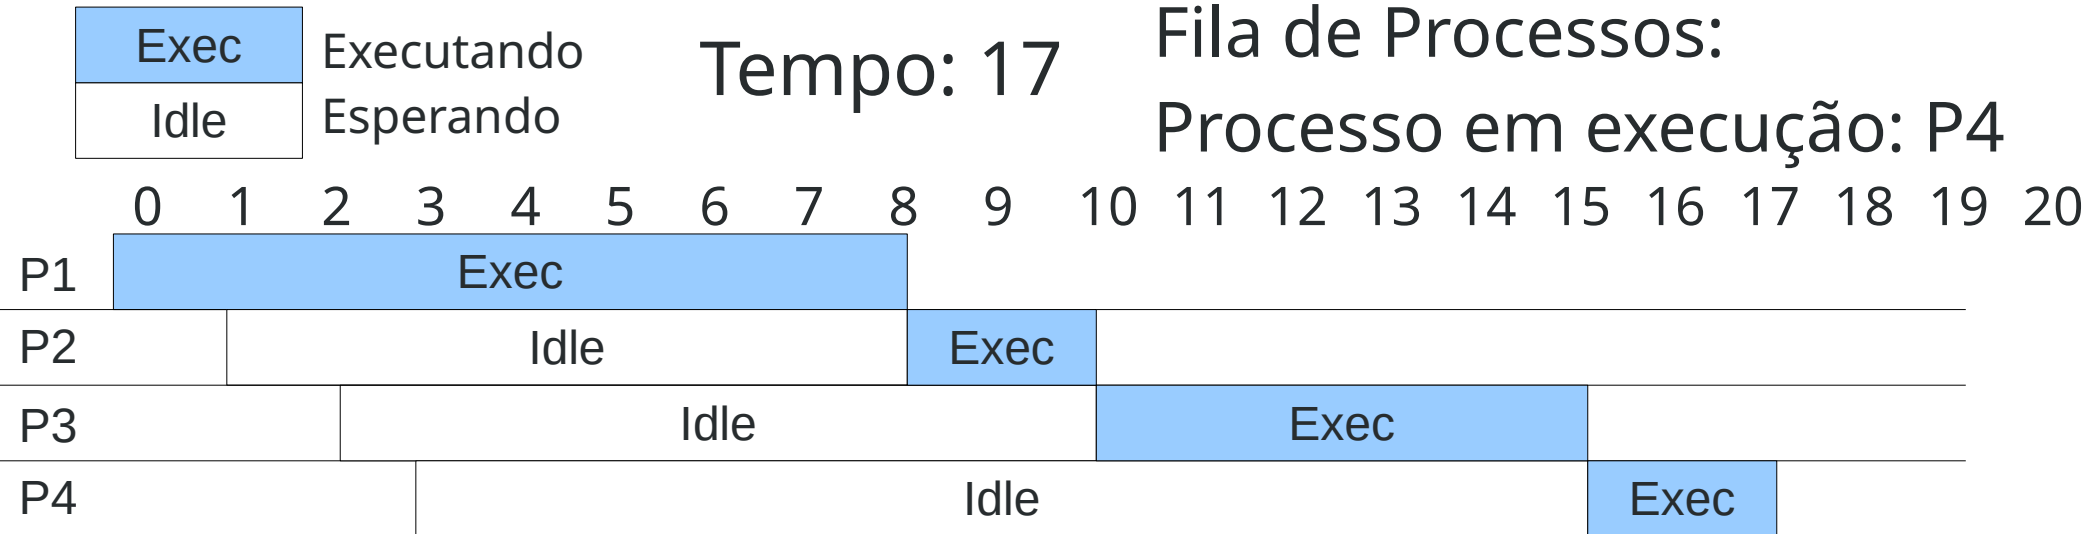 Exec
Executando
Idle
Esperando
Tempo: 17
Fila de Processos:
Processo em execução: P4
0 1 2 3 4 5 6 7 8 9 10 11 12 13 14 15 16 17 18 19 20
P1 Exec
P2 Idle Exec
P3 Idle Exec
P4 Idle Exec